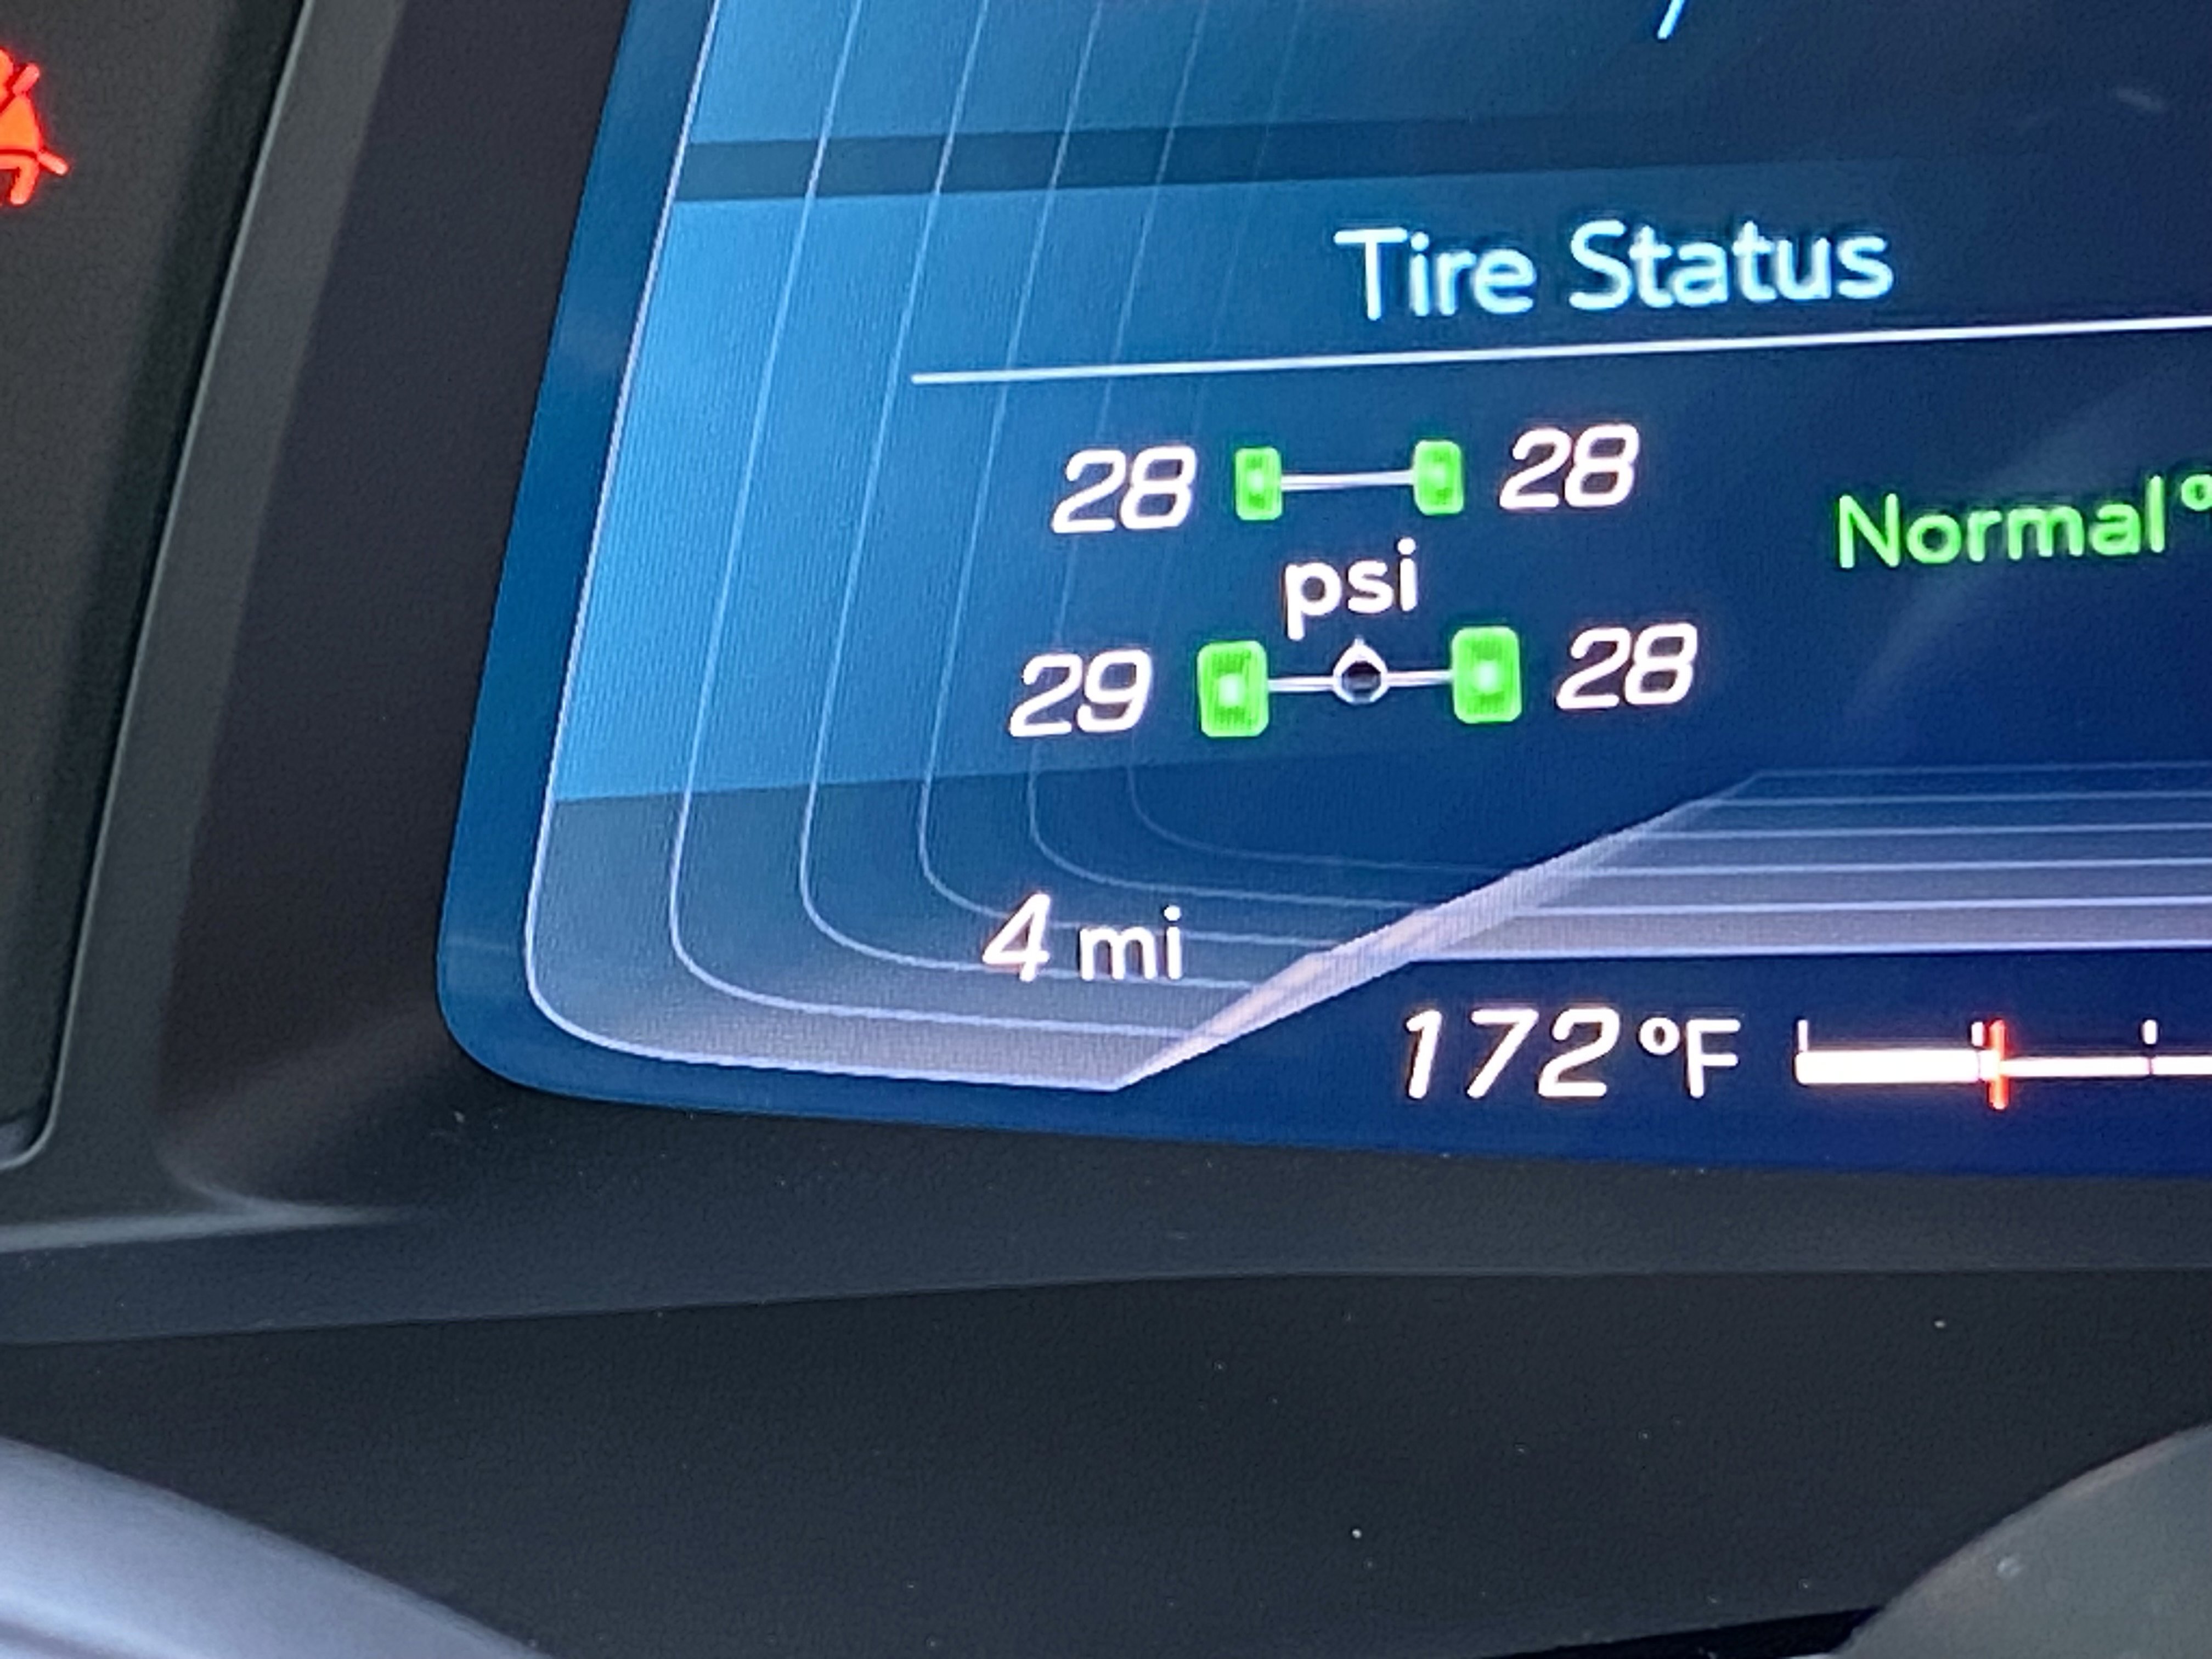 Tire Status
28 28
Normal°
psi
29 28
4 mi
172 °F